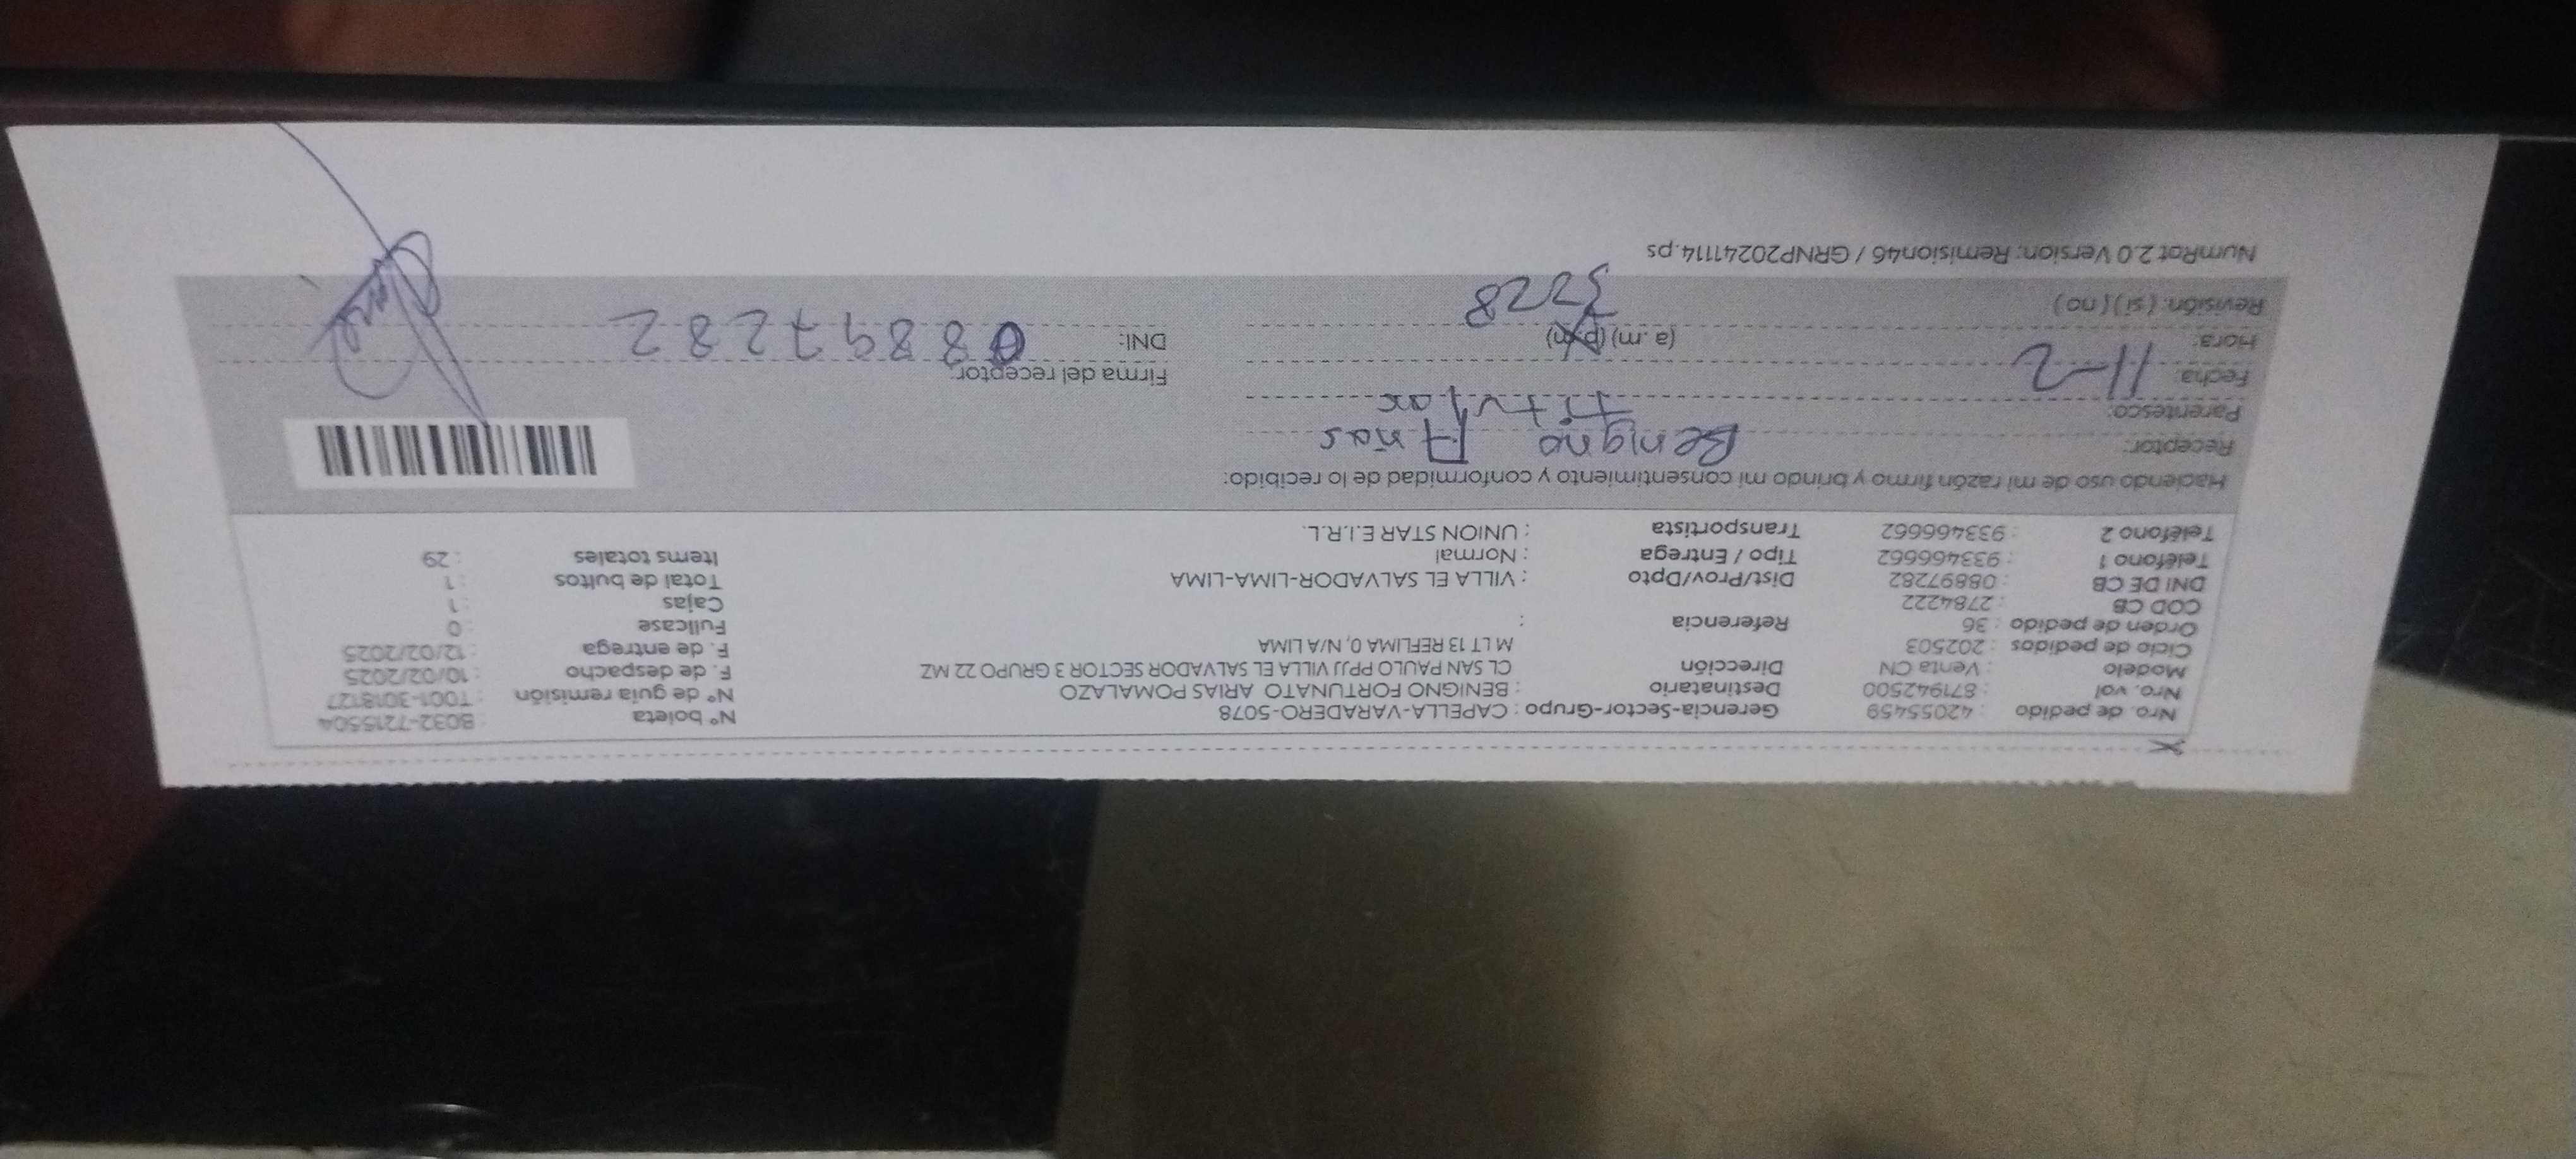 Nro. de pedido : 42055459 Gerencia-Sector-Grupo : CAPELLA-VARADERO-5078 N° boleta : B032-7215504
Nro. vol : 871942500 Destinatario : BENIGNO FORTUNATO ARIAS POMALAZO N° de guía remisión : T001-3018127
Modelo : Venta CN Dirección CL SAN PAULO PPJJ VILLA EL SALVADOR SECTOR 3 GRUPO 22 MZ F. de despacho : 10/02/2025
Ciclo de pedidos : 202503 M LT 13 REFLIMA 0, N/A LIMA F. de entrega : 12/02/2025
Orden de pedido : 36 Referencia : Fullcase : 0
COD CB : 2784222 Cajas : 1
DNI DE CB : 08897282 Dist/Prov/Dpto : VILLA EL SALVADOR-LIMA-LIMA Total de bultos : 1
Teléfono 1 : 933466662 Tipo / Entrega : Normal Items totales : 29
Teléfono 2 : 933466662 Transportista : UNION STAR E.I.R.L.
Haciendo uso de mi razón firmo y brindo mi consentimiento y conformidad de lo recibido:
Receptor: Benigno Arias
Parentesco: titular
Fecha: 11-2 Firma del receptor:
Hora: (a.m) (p.m) DNI: 08897282
Revisión: (si) (no) 3228
NumRot 2.0 Version: Remision46 / GRNP20241114.ps